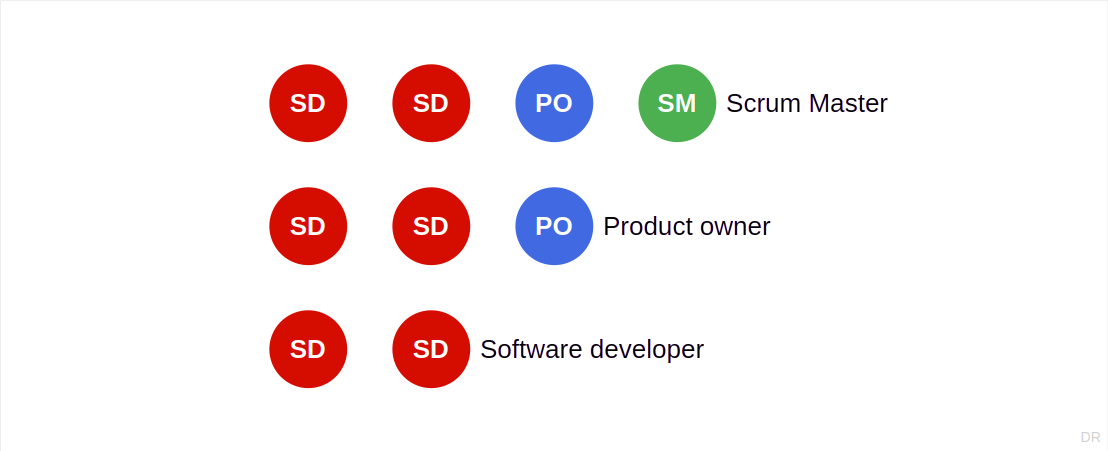 SD SD PO SM Scrum Master
SD SD PO Product owner
SD SD Software developer
DR